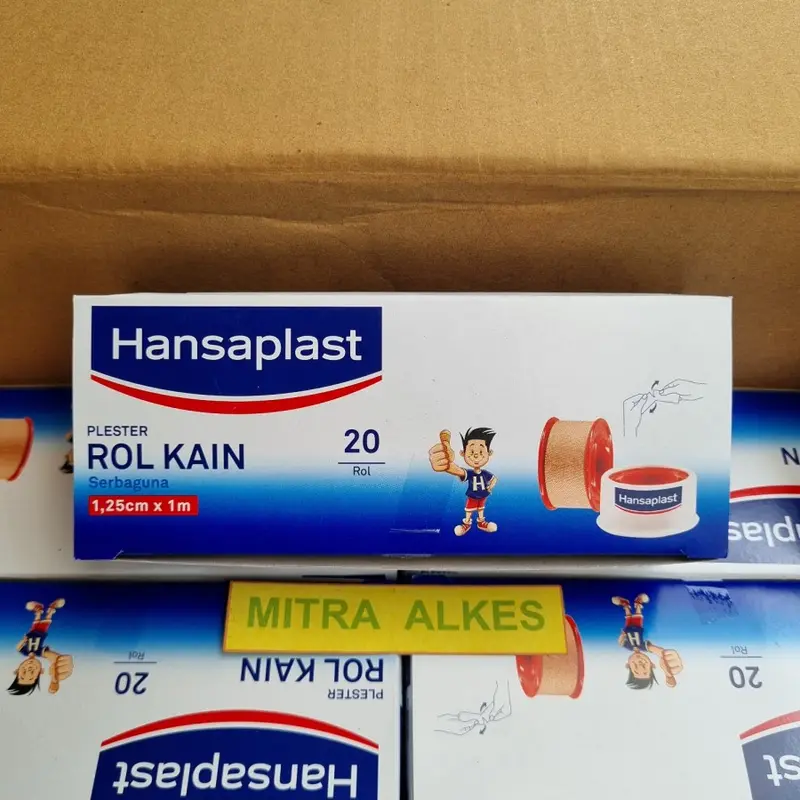 Hansaplast
PLESTER
ROL KAIN
Serbaguna
1,25cm x 1m
20
Rol
H
Hansaplast
N
Hansaplast
MITRA ALKES
H
20
Rol
PLESTER
ROL KAIN
Hansaplast
H
20
Rol